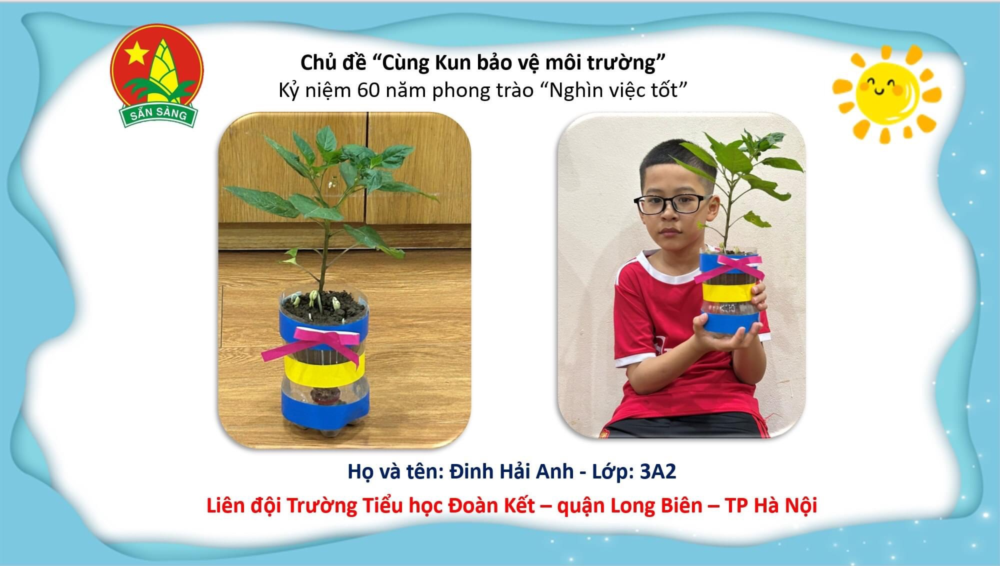 SẴN SÀNG
Chủ đề “Cùng Kun bảo vệ môi trường”
Kỷ niệm 60 năm phong trào “Nghìn việc tốt”
Họ và tên: Đinh Hải Anh - Lớp: 3A2
Liên đội Trường Tiểu học Đoàn Kết – quận Long Biên – TP Hà Nội